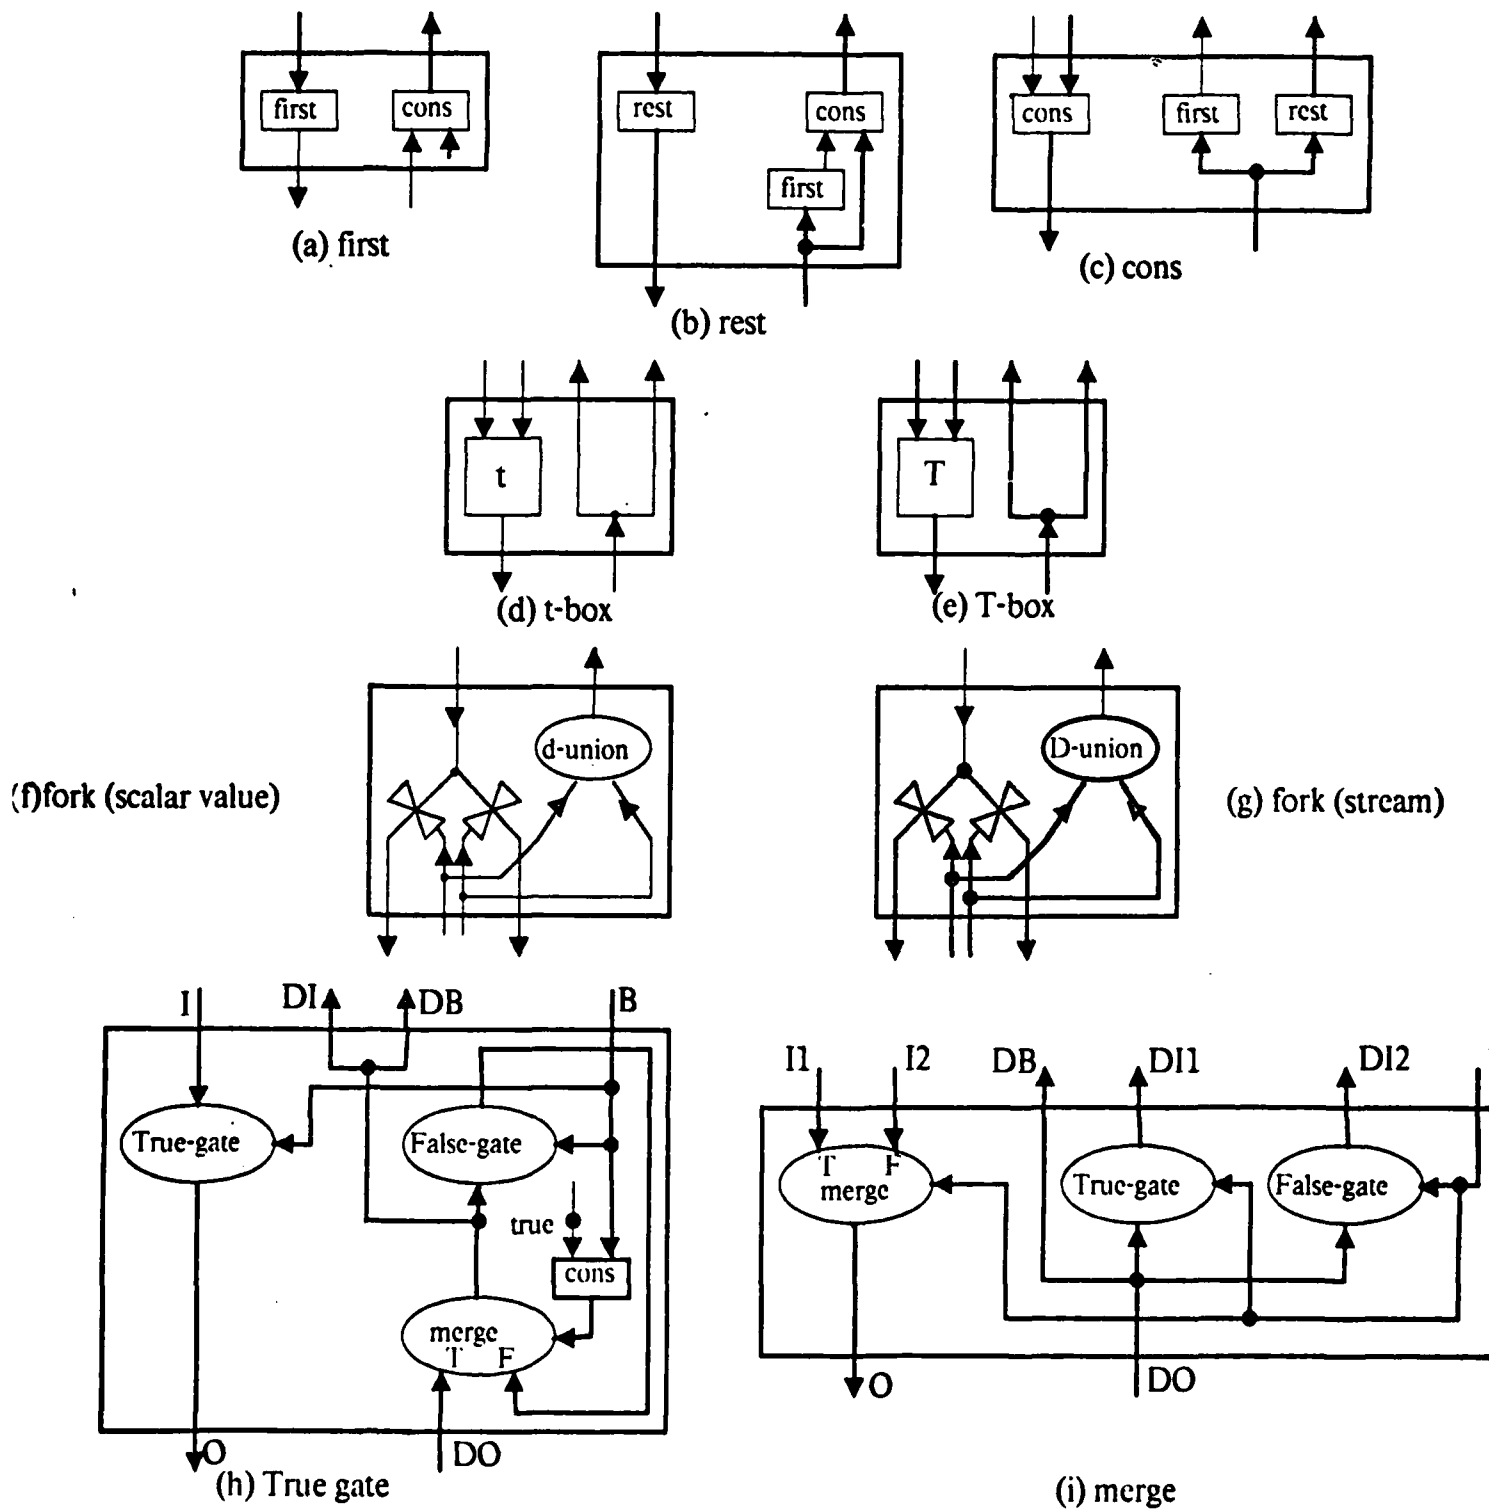 first
cons
(a) first
rest
cons
first
(b) rest
cons
first
rest
(c) cons
t
(d) t-box
T
(e) T-box
d-union
(f)fork (scalar value)
D-union
(g) fork (stream)
I
DI
DB
B
True-gate
False-gate
true
cons
merge
T F
O
DO
(h) True gate
I1
I2
DB
DI1
DI2
T F
merge
True-gate
False-gate
O
DO
(i) merge